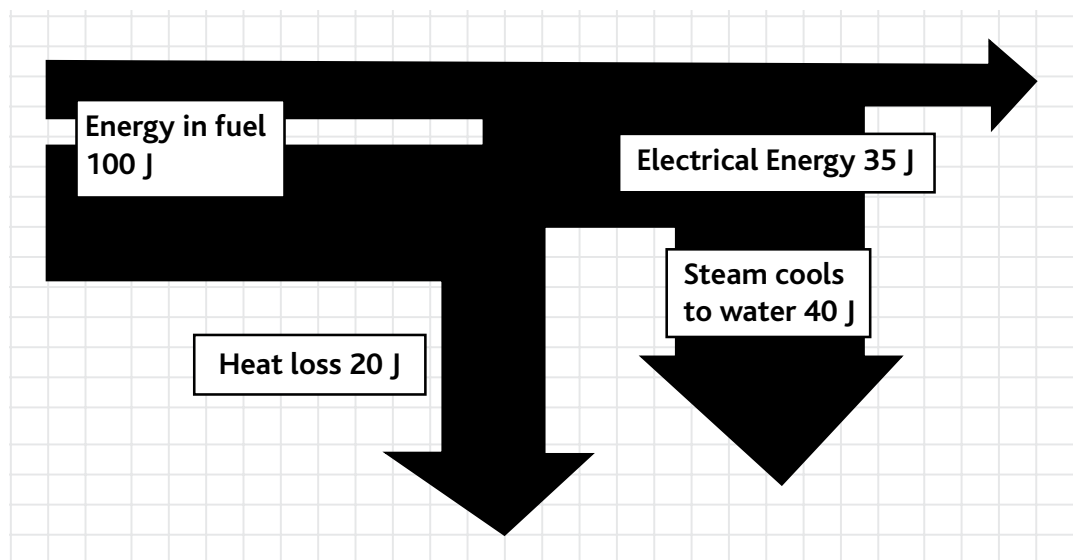 Energy in fuel
100 J
Electrical Energy 35 J
Steam cools
to water 40 J
Heat loss 20 J